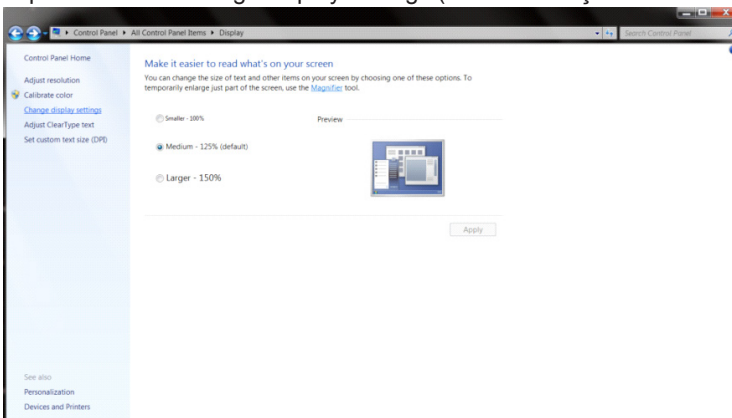 Control Panel ▸ All Control Panel Items ▸ Display
Search Control Panel
Control Panel Home
Adjust resolution
Calibrate color
Change display settings
Adjust ClearType text
Set custom text size (DPI)
Make it easier to read what's on your screen
You can change the size of text and other items on your screen by choosing one of these options. To
temporarily enlarge just part of the screen, use the Magnifier tool.
Smaller - 100%
Preview
Medium - 125% (default)
Larger - 150%
Apply
See also
Personalization
Devices and Printers